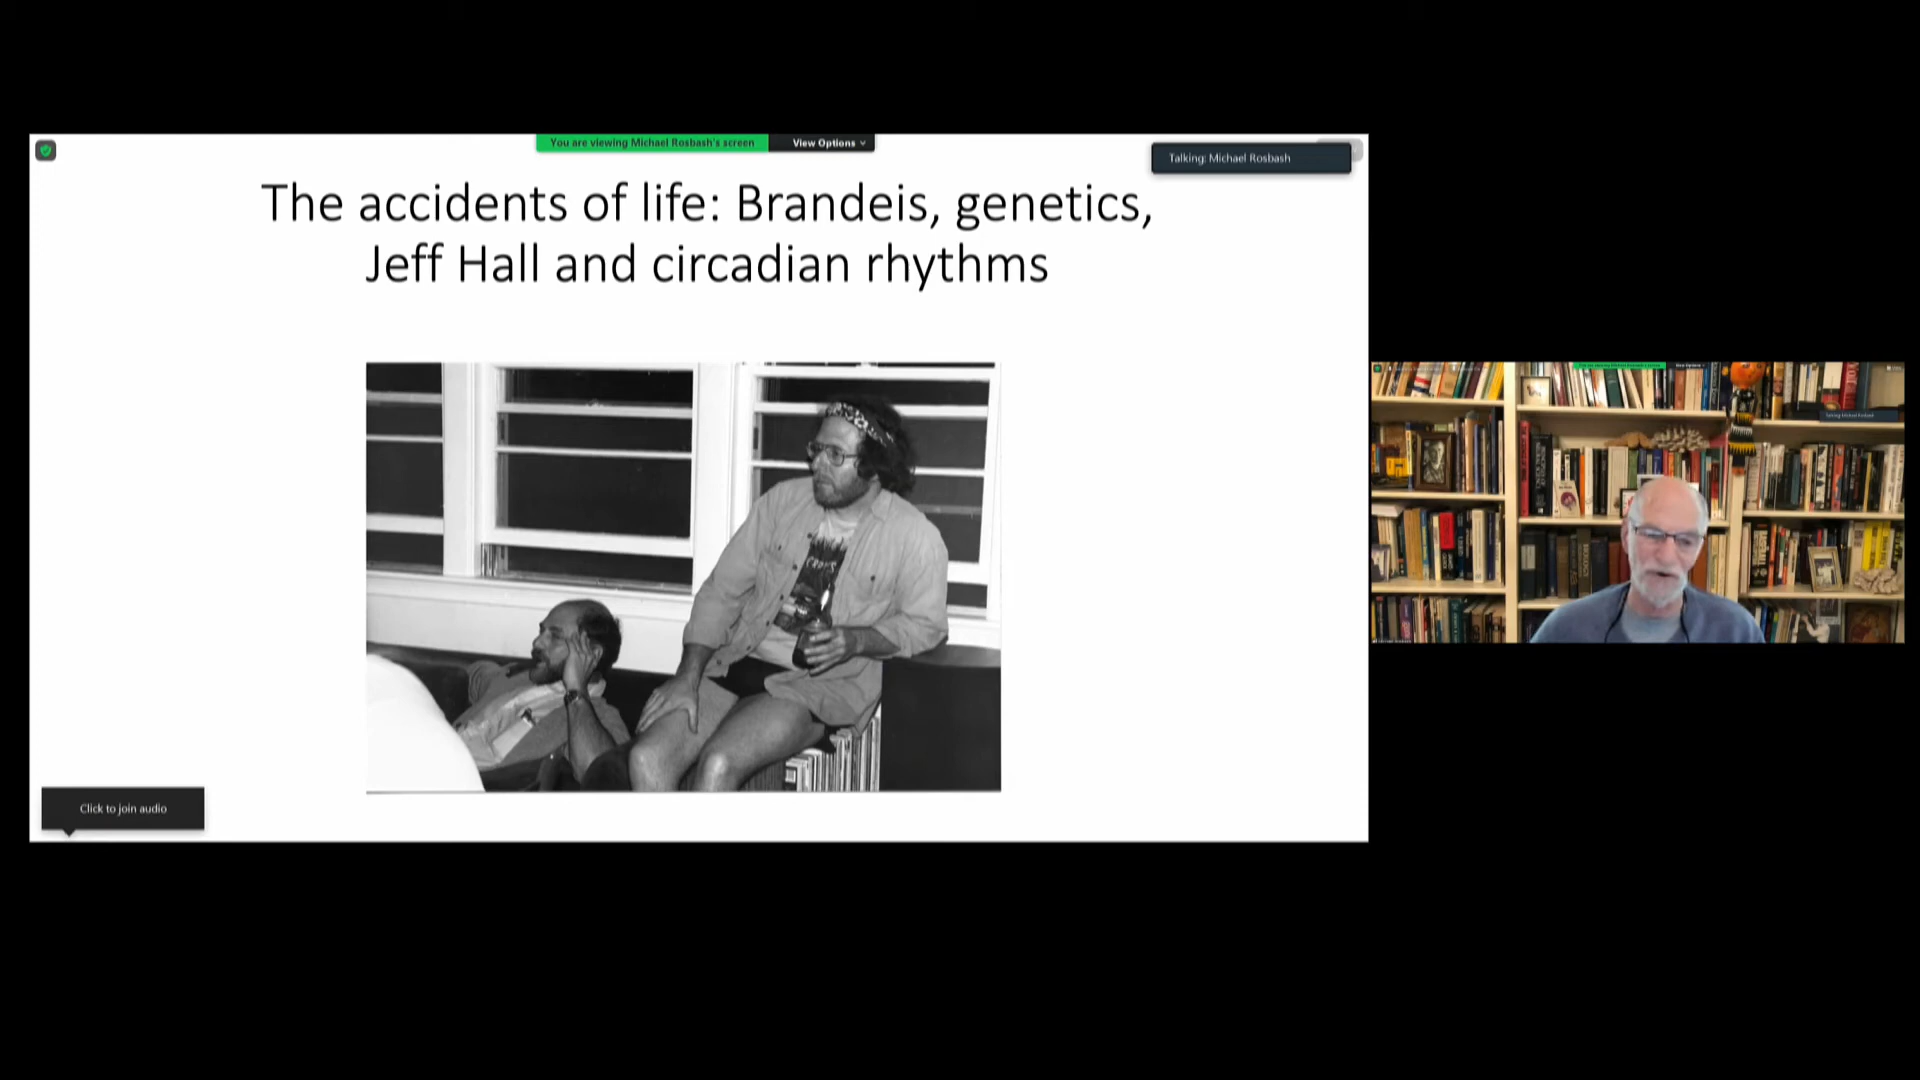 You are viewing Michael Rosbash's screen
View Options
Talking: Michael Rosbash
The accidents of life: Brandeis, genetics,
Jeff Hall and circadian rhythms
Click to join audio